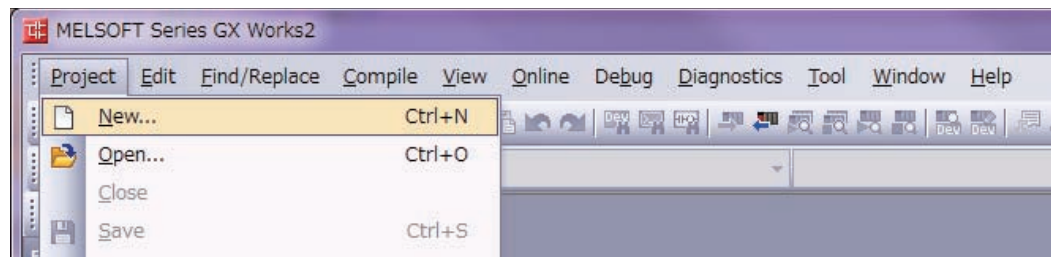 MELSOFT Series GX Works2
Project Edit Find/Replace Compile View Online Debug Diagnostics Tool Window Help
New... Ctrl+N
Open... Ctrl+O
Close
Save Ctrl+S